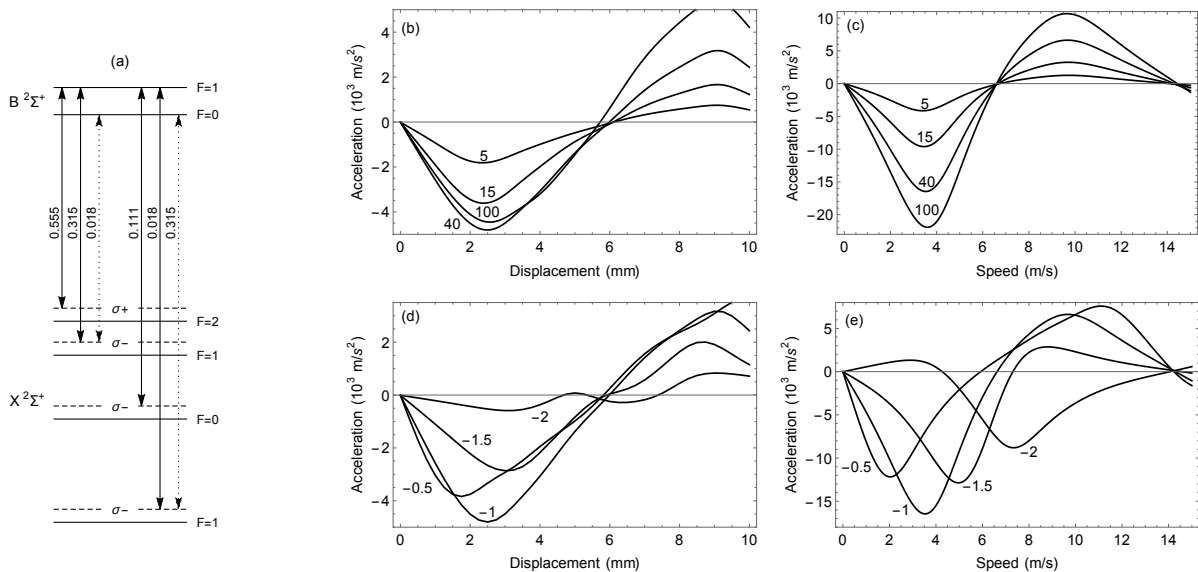 (a)
B ²Σ⁺
F=1
F=0
0.555
0.315
0.018
0.111
0.018
0.315
σ+
F=2
σ−
F=1
X ²Σ⁺
σ−
F=0
σ−
F=1
(b)
Acceleration (10³ m/s²)
4
2
0
−2
−4
5
15
100
40
0 2 4 6 8 10
Displacement (mm)
(c)
Acceleration (10³ m/s²)
10
5
0
−5
−10
−15
−20
5
15
40
100
0 2 4 6 8 10 12 14
Speed (m/s)
(d)
Acceleration (10³ m/s²)
2
0
−2
−4
−2
−1.5
−0.5
−1
0 2 4 6 8 10
Displacement (mm)
(e)
Acceleration (10³ m/s²)
5
0
−5
−10
−15
−0.5
−2
−1.5
−1
0 2 4 6 8 10 12 14
Speed (m/s)